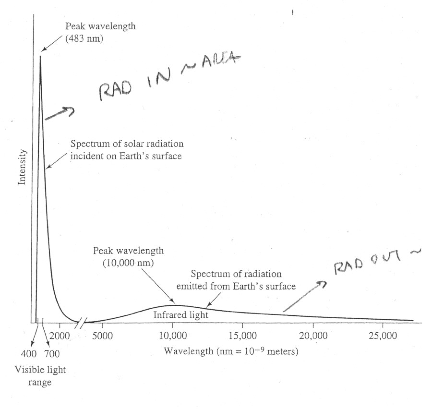 Peak wavelength
(483 nm)
RAD IN ~ AREA
Spectrum of solar radiation
incident on Earth's surface
Intensity
Peak wavelength
(10,000 nm)
Spectrum of radiation
emitted from Earth's surface
RAD OUT ~
Infrared light
2000 5000 10,000 15,000 20,000 25,000
400 700
Wavelength (nm = 10⁻⁹ meters)
Visible light
range